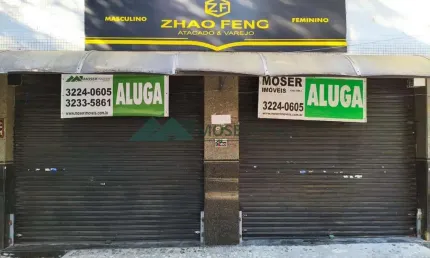 ZF
MASCULINO
ZHAO FENG
FEMININO
ATACADO & VAREJO
MOSER
3224-0605
3233-5861
ALUGA
MOSER
IMÓVEIS
3224-0605
ALUGA
MOSER